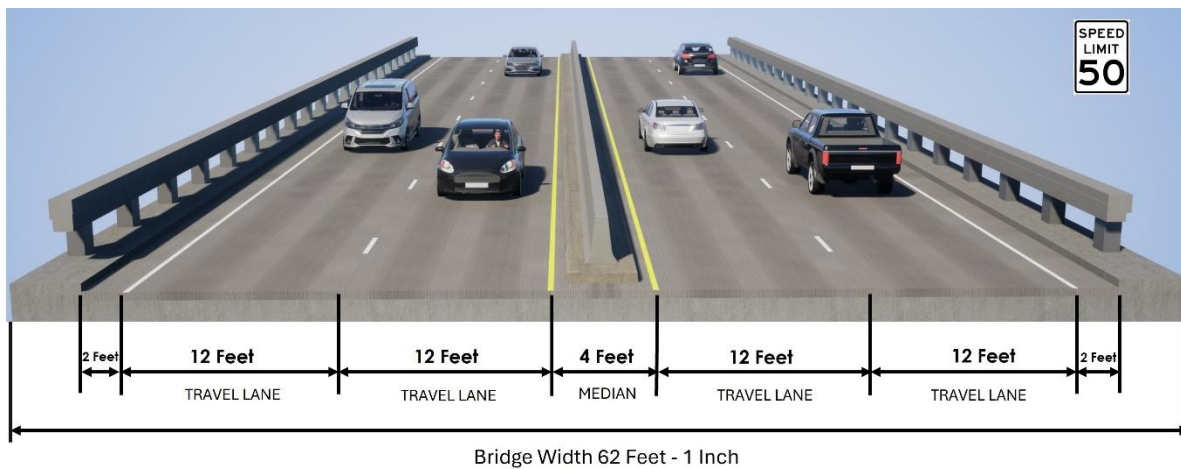 SPEED
LIMIT
50
2 Feet
12 Feet
12 Feet
4 Feet
12 Feet
12 Feet
2 Feet
TRAVEL LANE
TRAVEL LANE
MEDIAN
TRAVEL LANE
TRAVEL LANE
Bridge Width 62 Feet - 1 Inch